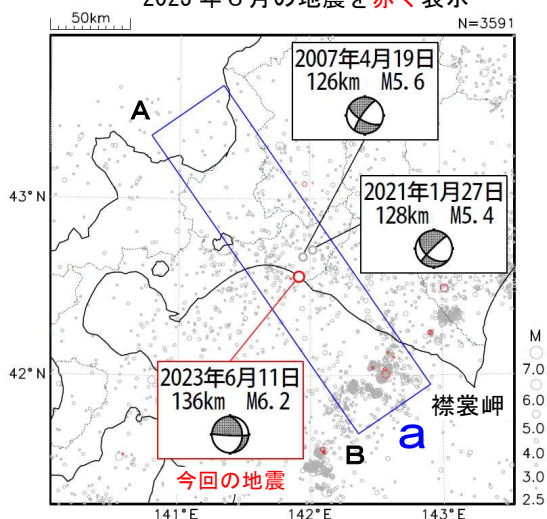 2023年6月の地震を赤く表示
50km
N=3591
2007年4月19日
126km M5.6
A
43°N
2021年1月27日
128km M5.4
M
7.0
6.0
5.0
4.0
3.0
2.5
42°N
2023年6月11日
136km M6.2
襟裳岬
a
B
今回の地震
141°E
142°E
143°E